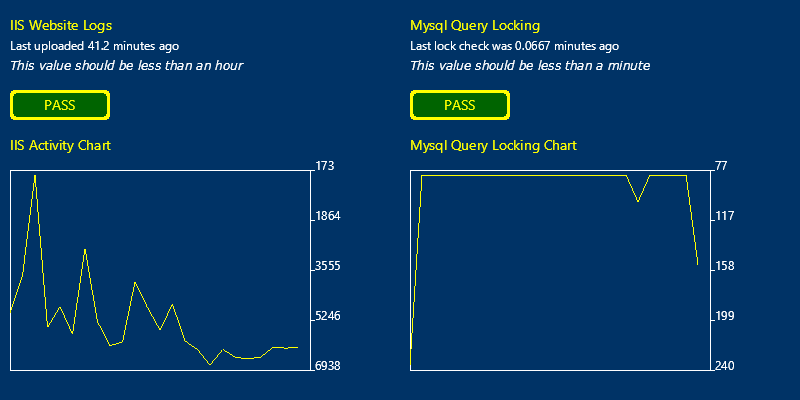 IIS Website Logs
Last uploaded 41.2 minutes ago
This value should be less than an hour
PASS
IIS Activity Chart
173
1864
3555
5246
6938
Mysql Query Locking
Last lock check was 0.0667 minutes ago
This value should be less than a minute
PASS
Mysql Query Locking Chart
77
117
158
199
240